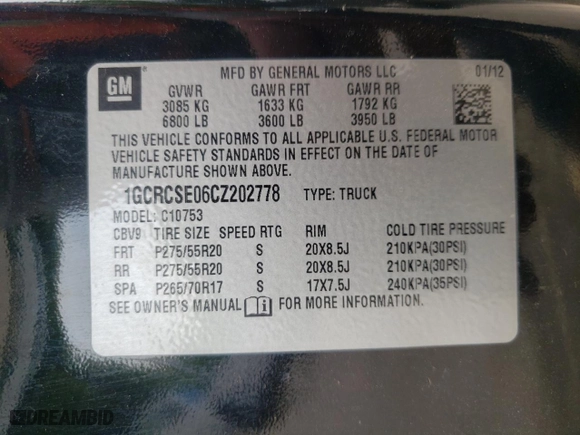 GM
MFD BY GENERAL MOTORS LLC 01/12
GVWR GAWR FRT GAWR RR
3085 KG 1633 KG 1792 KG
6800 LB 3600 LB 3950 LB
THIS VEHICLE CONFORMS TO ALL APPLICABLE U.S. FEDERAL MOTOR
VEHICLE SAFETY STANDARDS IN EFFECT ON THE DATE OF
MANUFACTURE SHOWN ABOVE.
1GCRCSE06CZ202778 TYPE: TRUCK
MODEL: C10753
CBV9 TIRE SIZE SPEED RTG RIM COLD TIRE PRESSURE
FRT P275/55R20 S 20X8.5J 210KPA(30PSI)
RR P275/55R20 S 20X8.5J 210KPA(30PSI)
SPA P265/70R17 S 17X7.5J 240KPA(35PSI)
SEE OWNER'S MANUAL FOR MORE INFORMATION.
DREAMBID